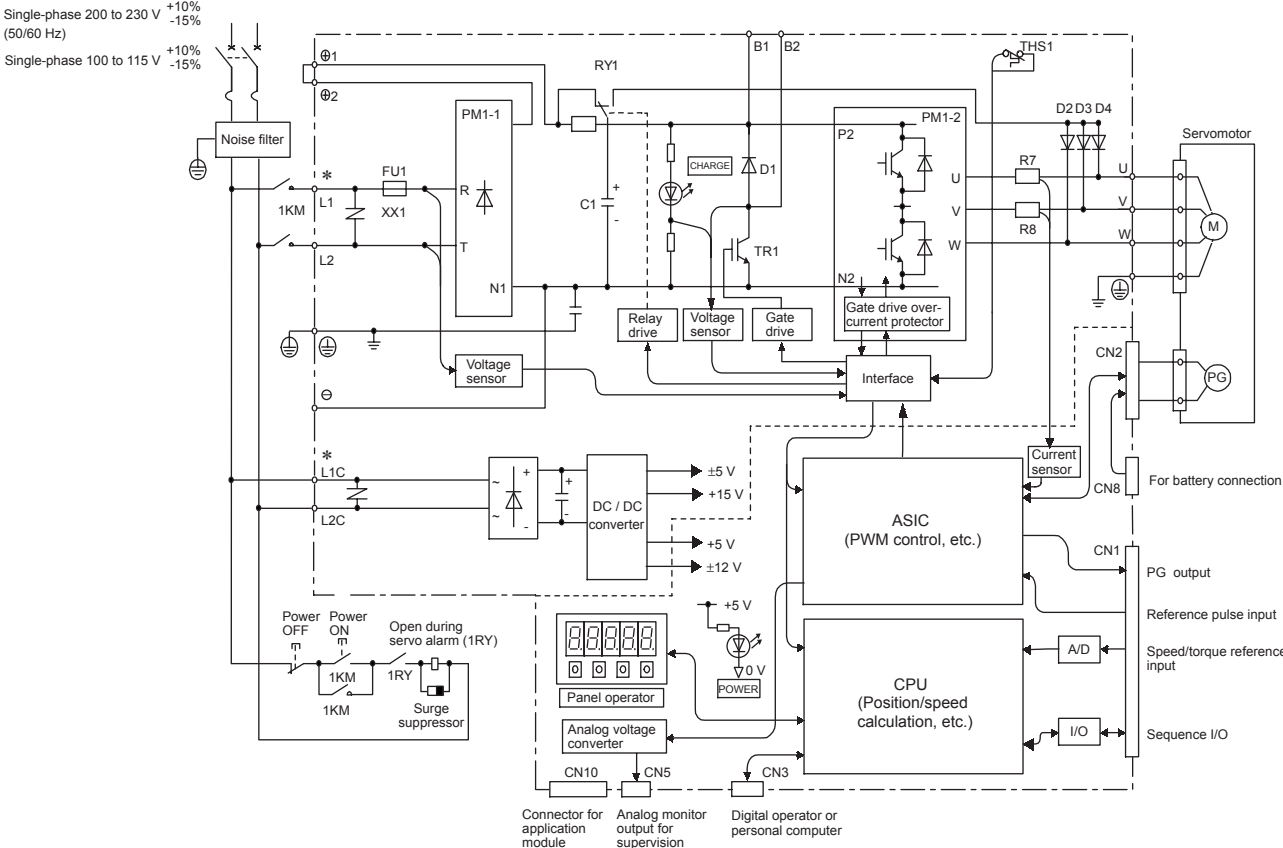 Single-phase 200 to 230 V +10% -15%
(50/60 Hz)
Single-phase 100 to 115 V +10% -15%
Noise filter
⊕1
⊕2
B1 B2
RY1
THS1
PM1-1
P2
PM1-2
D2 D3 D4
Servomotor
CHARGE
D1
*
L1
FU1
1KM
XX1
R
C1
+
-
R7
U
U
V
V
R8
W
W
M
L2
T
TR1
N1
N2
Relay
drive
Voltage
sensor
Gate
drive
Gate drive over-
current protector
Voltage
sensor
Interface
CN2
PG
⊖
*
L1C
L2C
~
~
+
-
+
-
DC / DC
converter
±5 V
+15 V
+5 V
±12 V
Current
sensor
CN8
For battery connection
ASIC
(PWM control, etc.)
CN1
PG output
Reference pulse input
Power
OFF
Power
ON
Open during
servo alarm (1RY)
1KM
1RY
1KM
Surge
suppressor
8.8.8.8.8.
Panel operator
+5 V
0 V
POWER
CPU
(Position/speed
calculation, etc.)
A/D
Speed/torque reference
input
I/O
Sequence I/O
Analog voltage
converter
CN10
CN5
CN3
Connector for
application
module
Analog monitor
output for
supervision
Digital operator or
personal computer